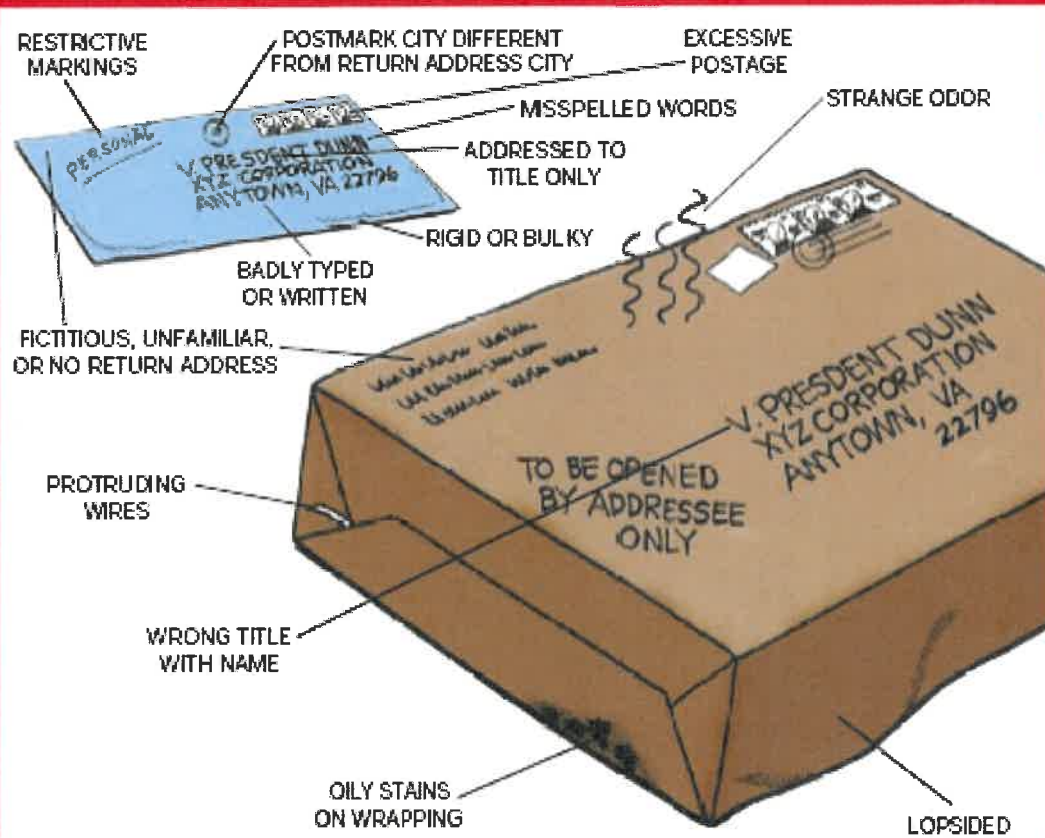 RESTRICTIVE
MARKINGS
POSTMARK CITY DIFFERENT
FROM RETURN ADDRESS CITY
EXCESSIVE
POSTAGE
MISSPELLED WORDS
STRANGE ODOR
ADDRESSED TO
TITLE ONLY
PERSONAL
V. PRESDENT DUNN
XYZ CORPORATION
ANYTOWN, VA 22796
RIGID OR BULKY
BADLY TYPED
OR WRITTEN
FICTITIOUS, UNFAMILIAR,
OR NO RETURN ADDRESS
V. PRESDENT DUNN
XYZ CORPORATION
ANYTOWN, VA
22796
TO BE OPENED
BY ADDRESSEE
ONLY
PROTRUDING
WIRES
WRONG TITLE
WITH NAME
OILY STAINS
ON WRAPPING
LOPSIDED